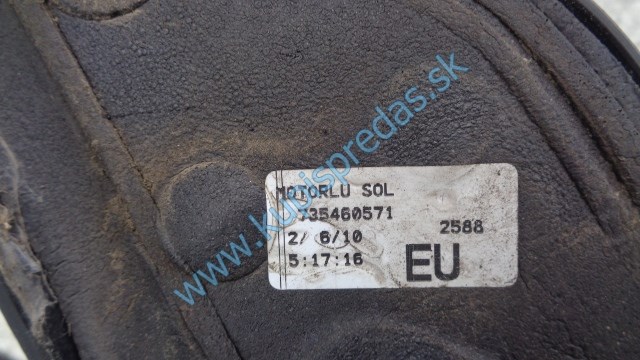 MOTORLU SOL
735460571
2588
2/ 6/10
5:17:16
EU
www.kupispredas.sk